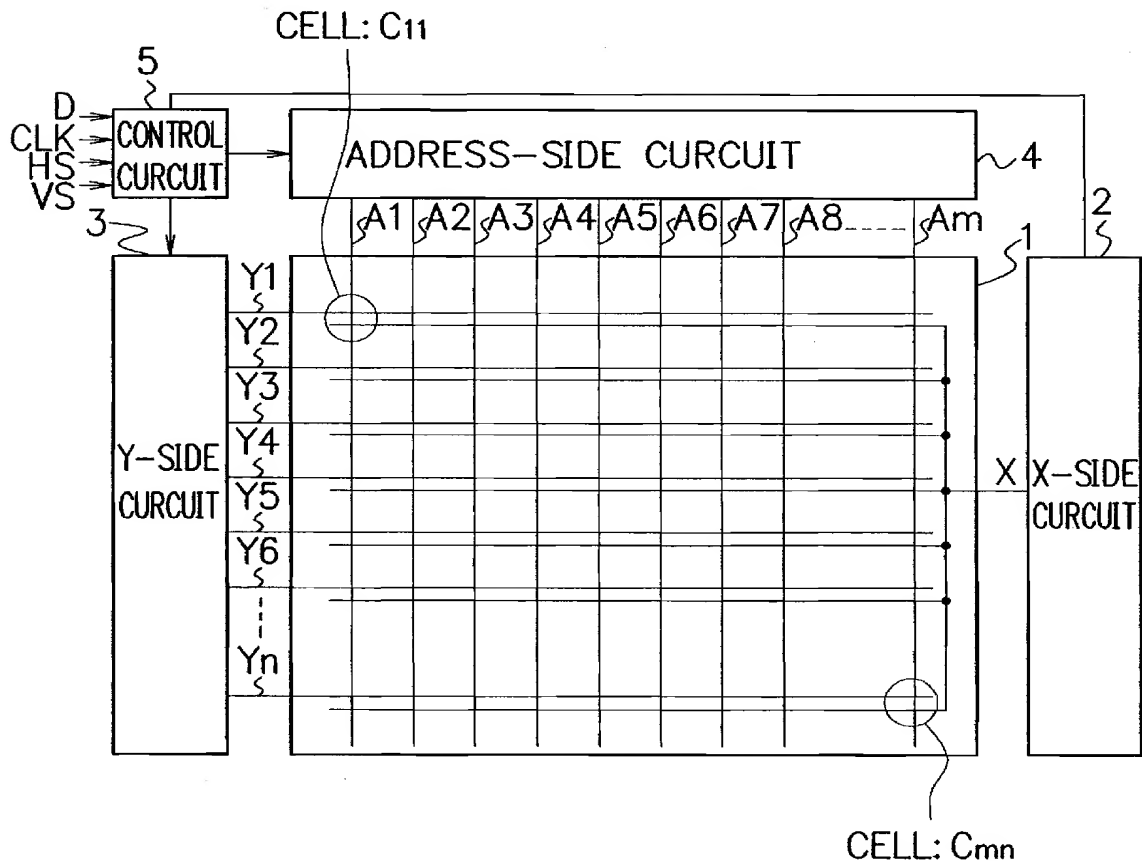 CELL: C11
5
D
CLK
HS
VS
CONTROL
CURCUIT
ADDRESS-SIDE CURCUIT
4
3
A1 A2 A3 A4 A5 A6 A7 A8 Am
1
2
Y1
Y2
Y3
Y4
Y5
Y6
Yn
Y-SIDE
CURCUIT
X
X-SIDE
CURCUIT
CELL: Cmn